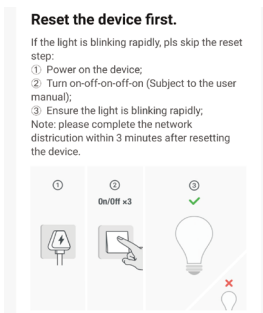 Reset the device first.
If the light is blinking rapidly, pls skip the reset
step:
① Power on the device;
② Turn on-off-on-off-on (Subject to the user
manual);
③ Ensure the light is blinking rapidly;
Note: please complete the network
districution within 3 minutes after resetting
the device.
① ② ③
On/Off ×3